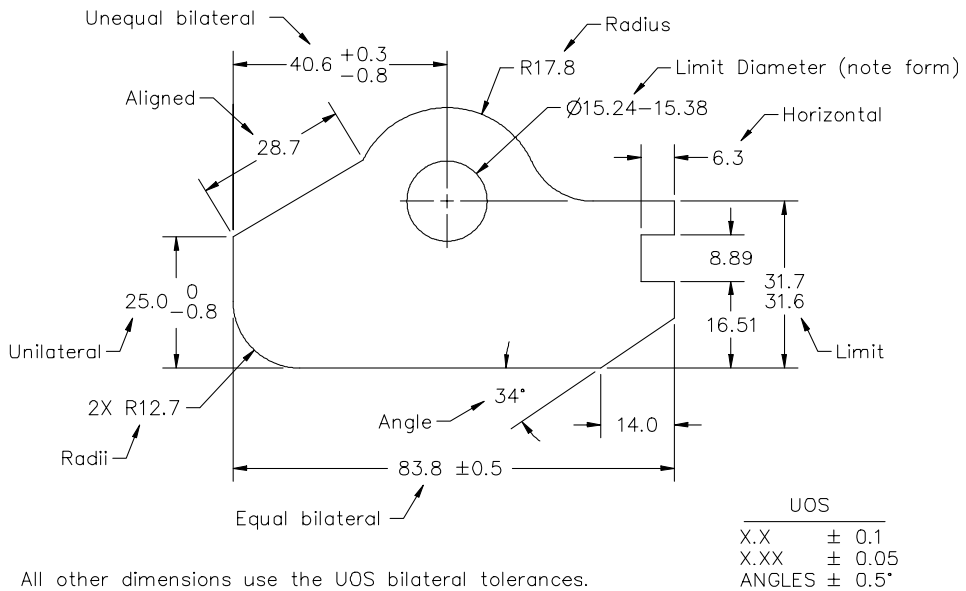 Unequal bilateral
Radius
40.6 +0.3
-0.8
R17.8
Limit Diameter (note form)
Aligned
Ø15.24-15.38
Horizontal
28.7
6.3
8.89
31.7
31.6
25.0 0
-0.8
16.51
Unilateral
Limit
2X R12.7
34°
Angle
14.0
Radii
83.8 ±0.5
Equal bilateral
UOS
X.X ± 0.1
X.XX ± 0.05
ANGLES ± 0.5°
All other dimensions use the UOS bilateral tolerances.